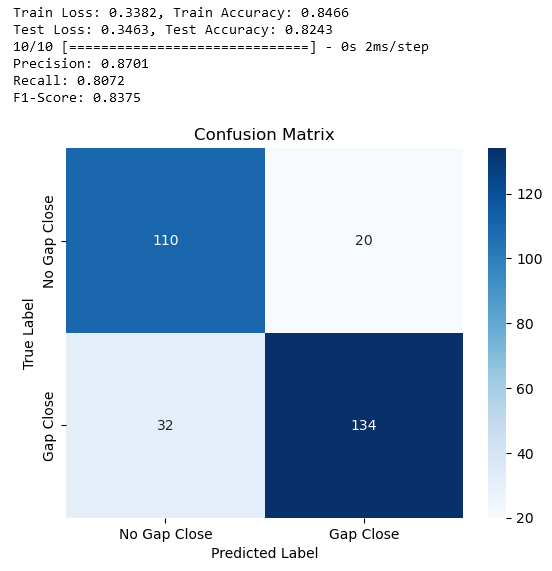 Train Loss: 0.3382, Train Accuracy: 0.8466
Test Loss: 0.3463, Test Accuracy: 0.8243
10/10 [==============================] - 0s 2ms/step
Precision: 0.8701
Recall: 0.8072
F1-Score: 0.8375
Confusion Matrix
True Label
No Gap Close
110
20
Gap Close
32
134
No Gap Close
Gap Close
Predicted Label
120
100
80
60
40
20